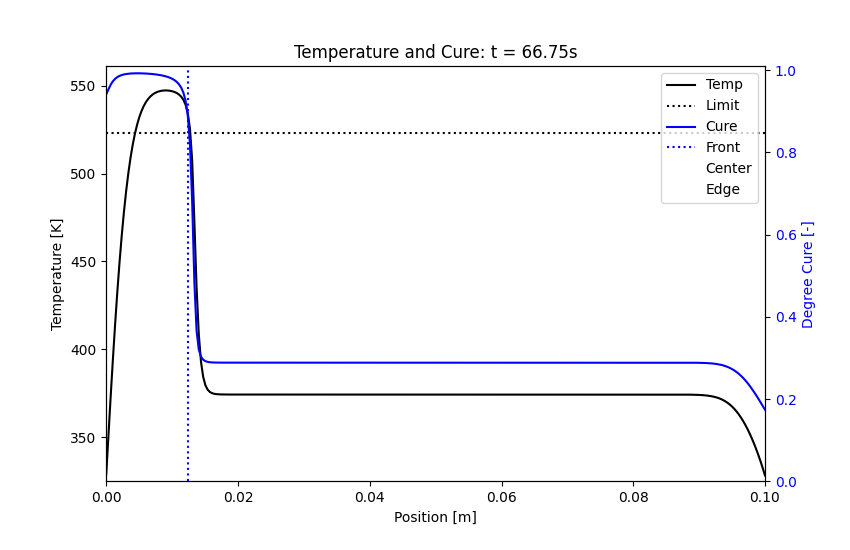 Temperature and Cure: t = 66.75s
550
500
450
400
350
Temperature [K]
1.0
0.8
0.6
0.4
0.2
0.0
Degree Cure [-]
Temp
Limit
Cure
Front
Center
Edge
0.00 0.02 0.04 0.06 0.08 0.10
Position [m]